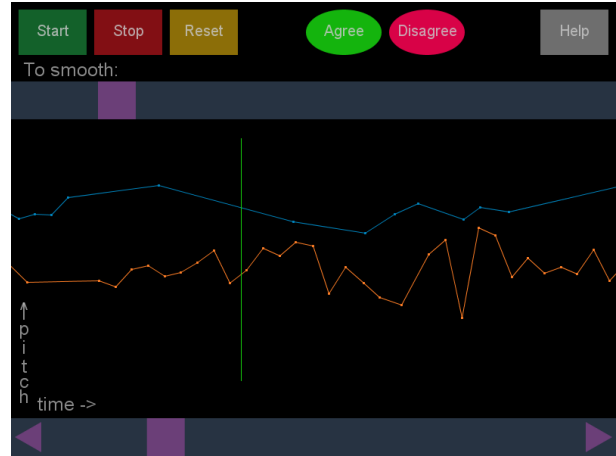 Start Stop Reset Agree Disagree Help
To smooth:
↑
p
i
t
c
h
time ->